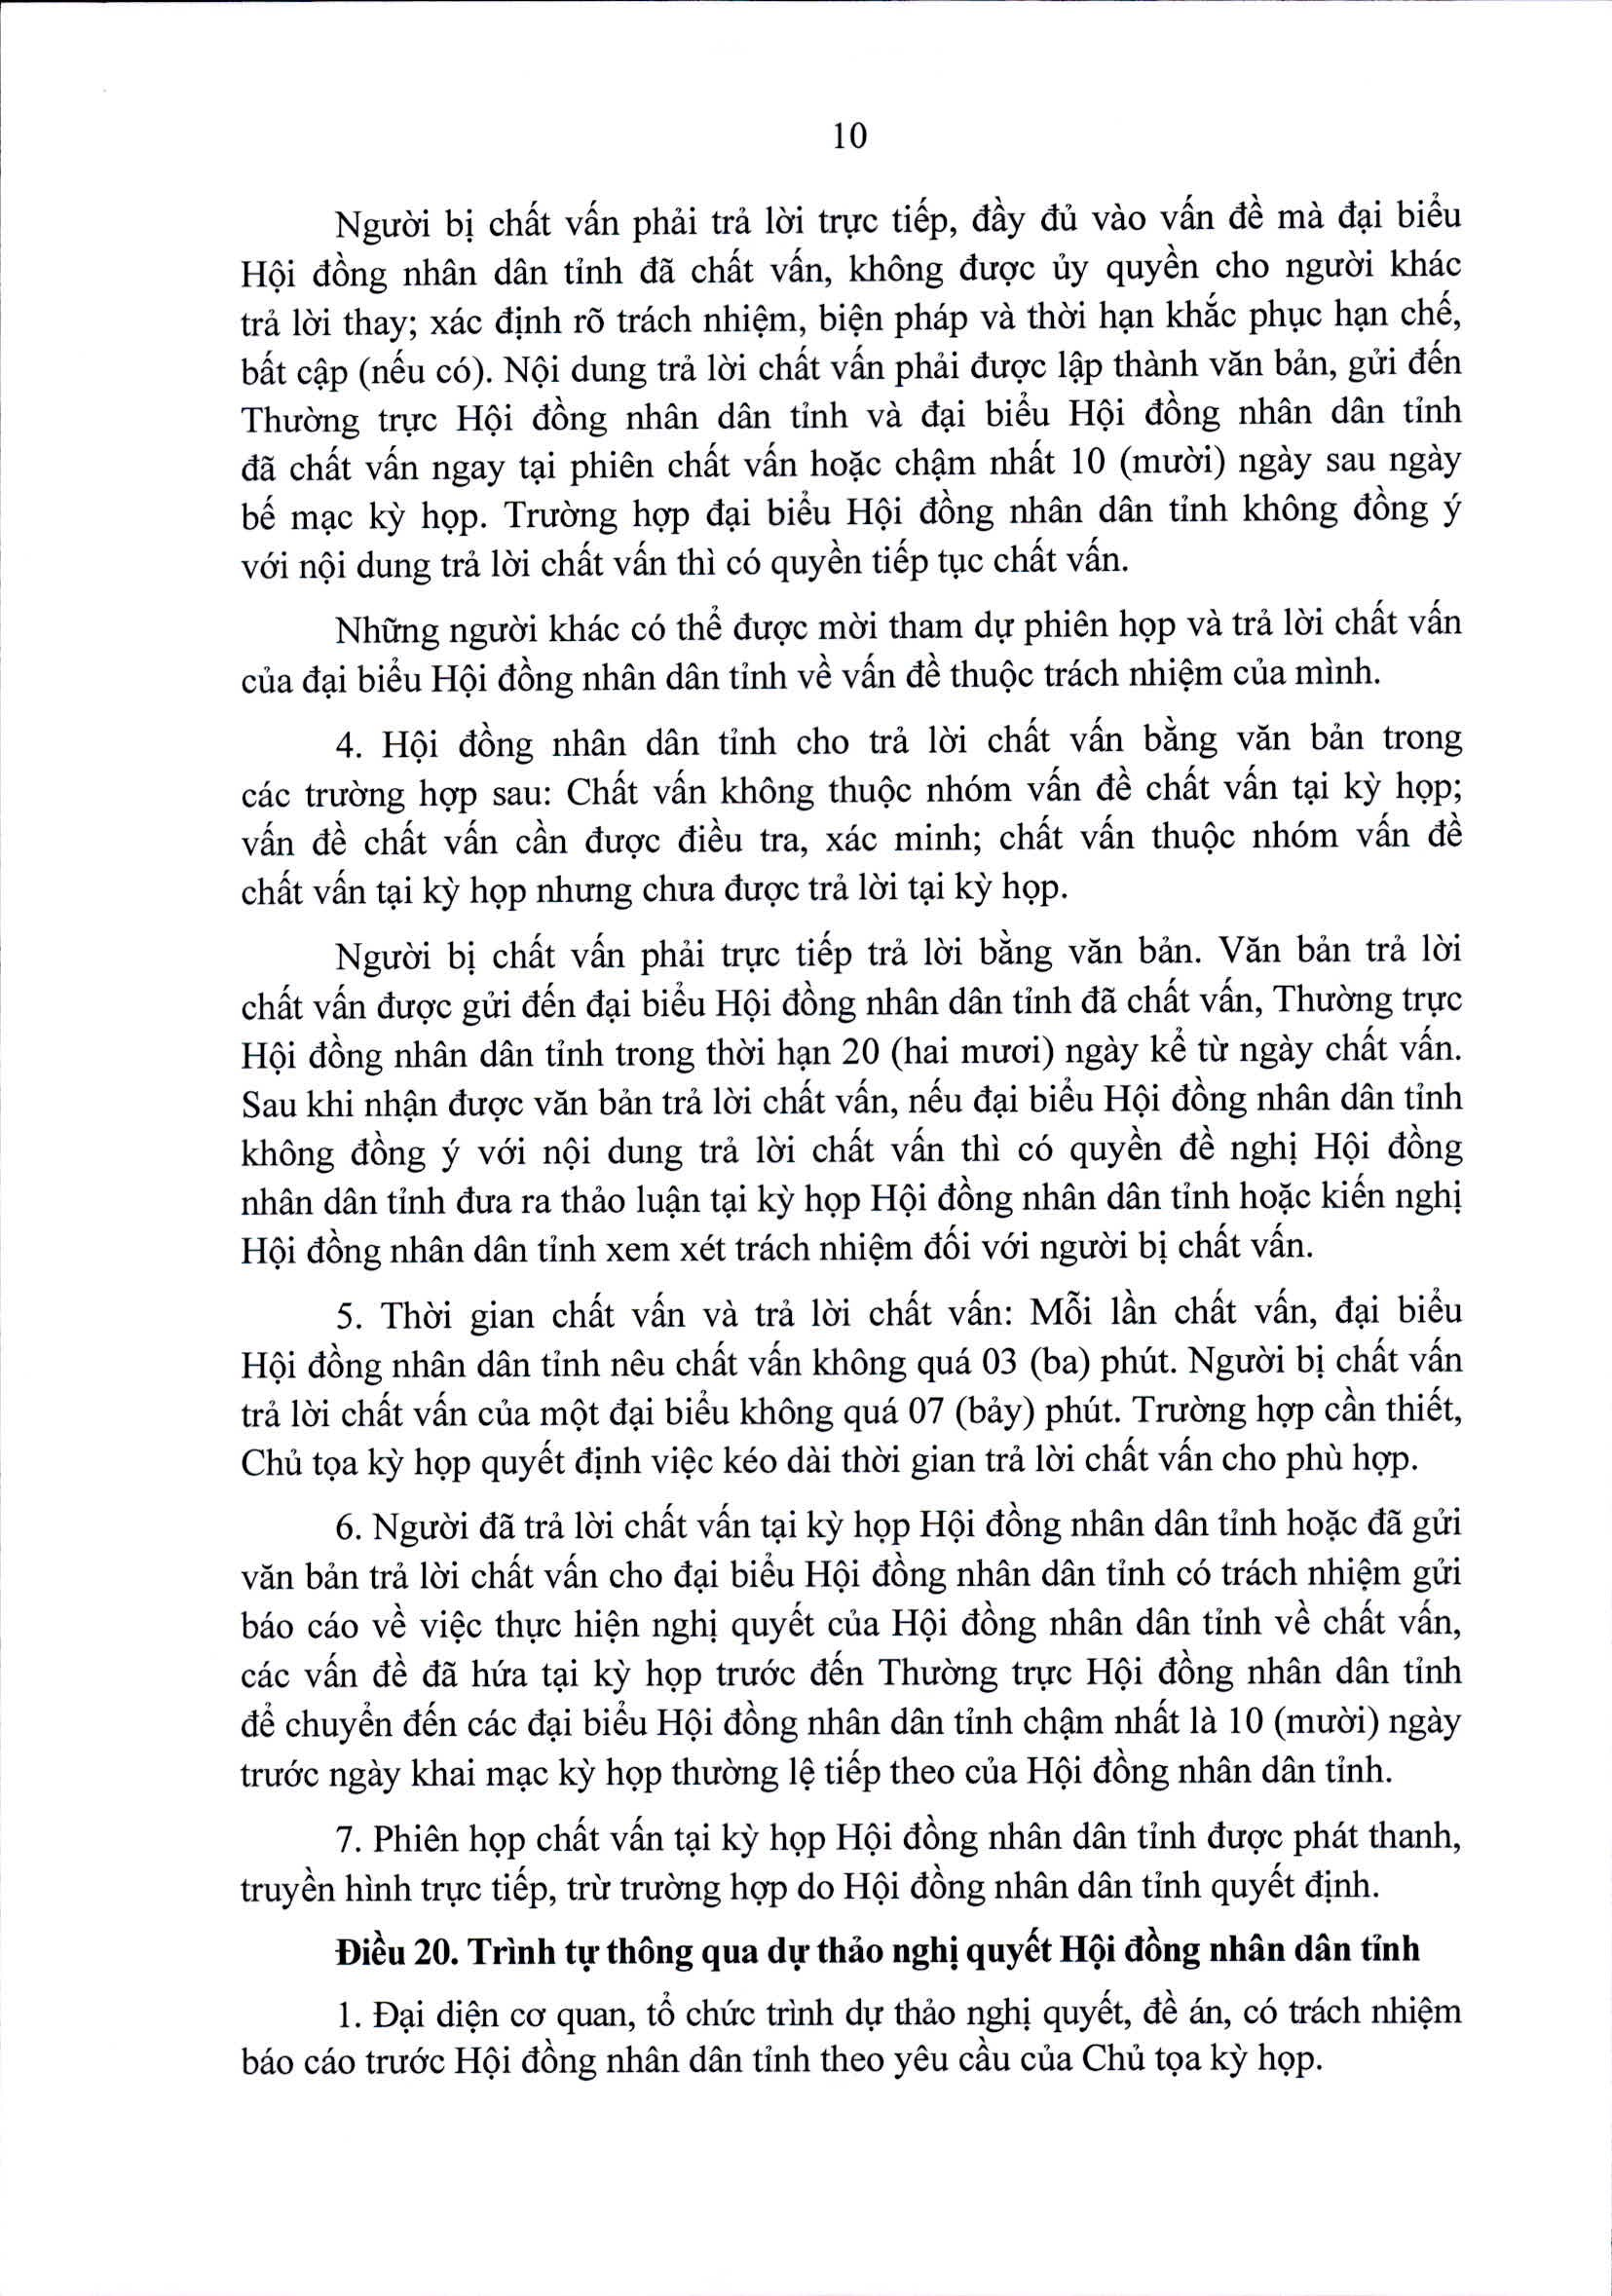 10
Người bị chất vấn phải trả lời trực tiếp, đầy đủ vào vấn đề mà đại biểu
Hội đồng nhân dân tỉnh đã chất vấn, không được ủy quyền cho người khác
trả lời thay; xác định rõ trách nhiệm, biện pháp và thời hạn khắc phục hạn chế,
bất cập (nếu có). Nội dung trả lời chất vấn phải được lập thành văn bản, gửi đến
Thường trực Hội đồng nhân dân tỉnh và đại biểu Hội đồng nhân dân tỉnh
đã chất vấn ngay tại phiên chất vấn hoặc chậm nhất 10 (mười) ngày sau ngày
bế mạc kỳ họp. Trường hợp đại biểu Hội đồng nhân dân tỉnh không đồng ý
với nội dung trả lời chất vấn thì có quyền tiếp tục chất vấn.
Những người khác có thể được mời tham dự phiên họp và trả lời chất vấn
của đại biểu Hội đồng nhân dân tỉnh về vấn đề thuộc trách nhiệm của mình.
4. Hội đồng nhân dân tỉnh cho trả lời chất vấn bằng văn bản trong
các trường hợp sau: Chất vấn không thuộc nhóm vấn đề chất vấn tại kỳ họp;
vấn đề chất vấn cần được điều tra, xác minh; chất vấn thuộc nhóm vấn đề
chất vấn tại kỳ họp nhưng chưa được trả lời tại kỳ họp.
Người bị chất vấn phải trực tiếp trả lời bằng văn bản. Văn bản trả lời
chất vấn được gửi đến đại biểu Hội đồng nhân dân tỉnh đã chất vấn, Thường trực
Hội đồng nhân dân tỉnh trong thời hạn 20 (hai mươi) ngày kể từ ngày chất vấn.
Sau khi nhận được văn bản trả lời chất vấn, nếu đại biểu Hội đồng nhân dân tỉnh
không đồng ý với nội dung trả lời chất vấn thì có quyền đề nghị Hội đồng
nhân dân tỉnh đưa ra thảo luận tại kỳ họp Hội đồng nhân dân tỉnh hoặc kiến nghị
Hội đồng nhân dân tỉnh xem xét trách nhiệm đối với người bị chất vấn.
5. Thời gian chất vấn và trả lời chất vấn: Mỗi lần chất vấn, đại biểu
Hội đồng nhân dân tỉnh nêu chất vấn không quá 03 (ba) phút. Người bị chất vấn
trả lời chất vấn của một đại biểu không quá 07 (bảy) phút. Trường hợp cần thiết,
Chủ tọa kỳ họp quyết định việc kéo dài thời gian trả lời chất vấn cho phù hợp.
6. Người đã trả lời chất vấn tại kỳ họp Hội đồng nhân dân tỉnh hoặc đã gửi
văn bản trả lời chất vấn cho đại biểu Hội đồng nhân dân tỉnh có trách nhiệm gửi
báo cáo về việc thực hiện nghị quyết của Hội đồng nhân dân tỉnh về chất vấn,
các vấn đề đã hứa tại kỳ họp trước đến Thường trực Hội đồng nhân dân tỉnh
để chuyển đến các đại biểu Hội đồng nhân dân tỉnh chậm nhất là 10 (mười) ngày
trước ngày khai mạc kỳ họp thường lệ tiếp theo của Hội đồng nhân dân tỉnh.
7. Phiên họp chất vấn tại kỳ họp Hội đồng nhân dân tỉnh được phát thanh,
truyền hình trực tiếp, trừ trường hợp do Hội đồng nhân dân tỉnh quyết định.
Điều 20. Trình tự thông qua dự thảo nghị quyết Hội đồng nhân dân tỉnh
1. Đại diện cơ quan, tổ chức trình dự thảo nghị quyết, đề án, có trách nhiệm
báo cáo trước Hội đồng nhân dân tỉnh theo yêu cầu của Chủ tọa kỳ họp.